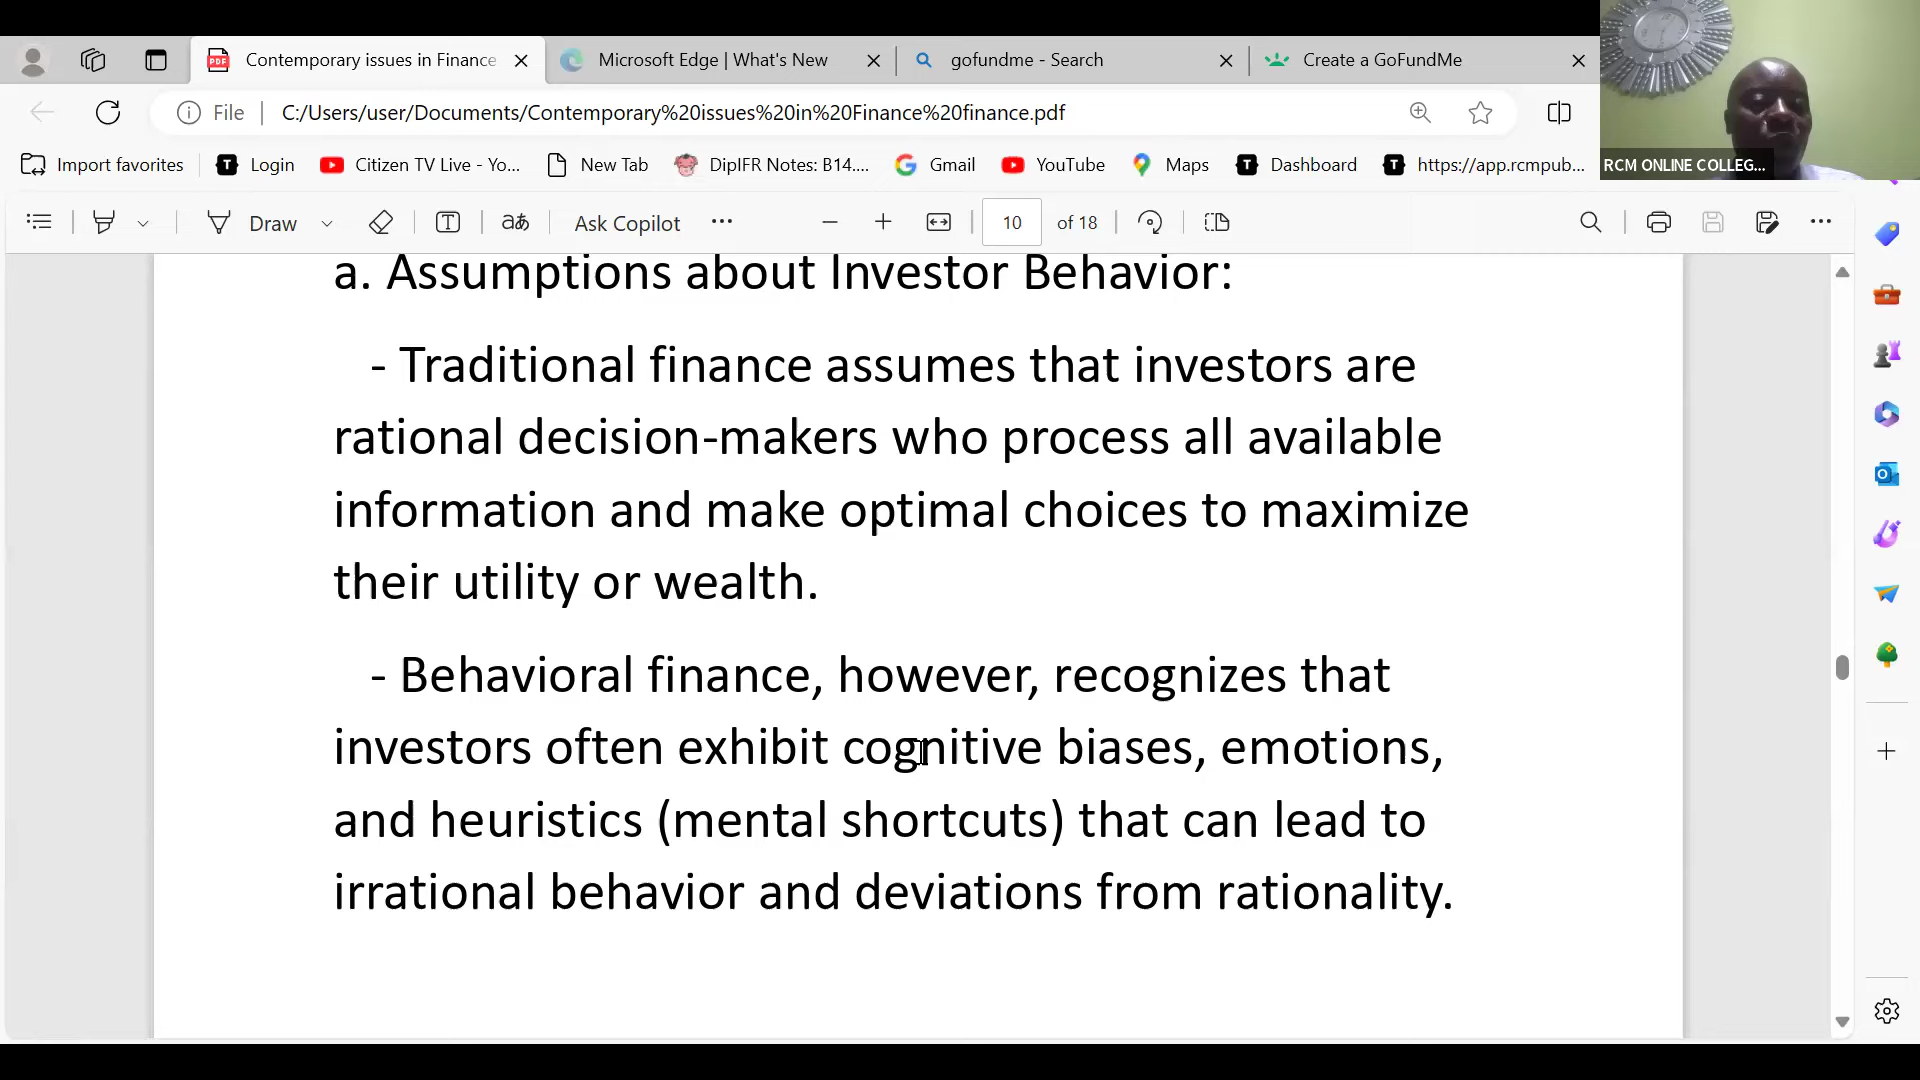 Contemporary issues in Finance
Microsoft Edge | What's New
gofundme - Search
Create a GoFundMe
File
C:/Users/user/Documents/Contemporary%20issues%20in%20Finance%20finance.pdf
Import favorites
Login
Citizen TV Live - Yo...
New Tab
DipIFR Notes: B14....
Gmail
YouTube
Maps
Dashboard
https://app.rcmpub...
RCM ONLINE COLLEG...
Draw
aあ
Ask Copilot
10
of 18
a. Assumptions about Investor Behavior:
- Traditional finance assumes that investors are
rational decision-makers who process all available
information and make optimal choices to maximize
their utility or wealth.
- Behavioral finance, however, recognizes that
investors often exhibit cognitive biases, emotions,
and heuristics (mental shortcuts) that can lead to
irrational behavior and deviations from rationality.